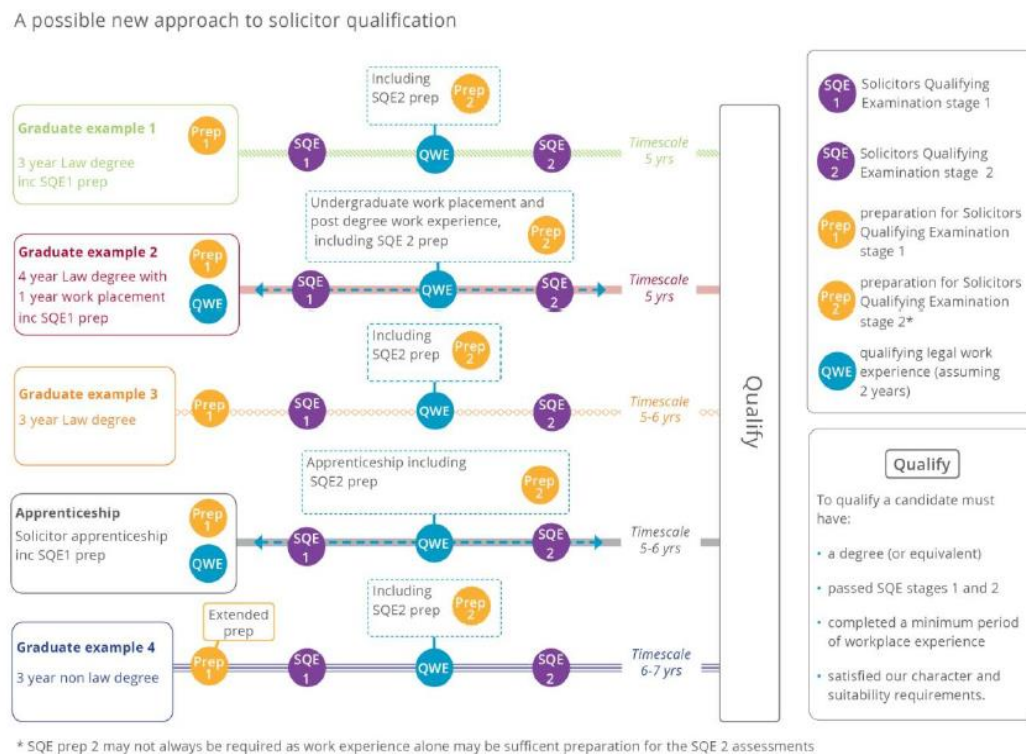 A possible new approach to solicitor qualification
Including
SQE2 prep
Prep
2
Graduate example 1
3 year Law degree
inc SQE1 prep
Prep
1
SQE
1
QWE
SQE
2
Timescale
5 yrs
Undergraduate work placement and
post degree work experience,
including SQE 2 prep
Prep
2
Graduate example 2
4 year Law degree with
1 year work placement
inc SQE1 prep
Prep
1
QWE
SQE
1
QWE
SQE
2
Timescale
5 yrs
Including
SQE2 prep
Prep
2
Graduate example 3
3 year Law degree
Prep
1
SQE
1
QWE
SQE
2
Timescale
5-6 yrs
Apprenticeship including
SQE2 prep
Prep
2
Apprenticeship
Solicitor apprenticeship
inc SQE1 prep
Prep
1
QWE
SQE
1
QWE
SQE
2
Timescale
5-6 yrs
Including
SQE2 prep
Prep
2
Extended
prep
Graduate example 4
3 year non law degree
Prep
1
SQE
1
QWE
SQE
2
Timescale
6-7 yrs
Qualify
SQE
1
Solicitors Qualifying
Examination stage 1
SQE
2
Solicitors Qualifying
Examination stage 2
Prep
1
preparation for Solicitors
Qualifying Examination
stage 1
Prep
2
preparation for Solicitors
Qualifying Examination
stage 2*
QWE
qualifying legal work
experience (assuming
2 years)
Qualify
To qualify a candidate must
have:
• a degree (or equivalent)
• passed SQE stages 1 and 2
• completed a minimum period
of workplace experience
• satisfied our character and
suitability requirements.
* SQE prep 2 may not always be required as work experience alone may be sufficent preparation for the SQE 2 assessments